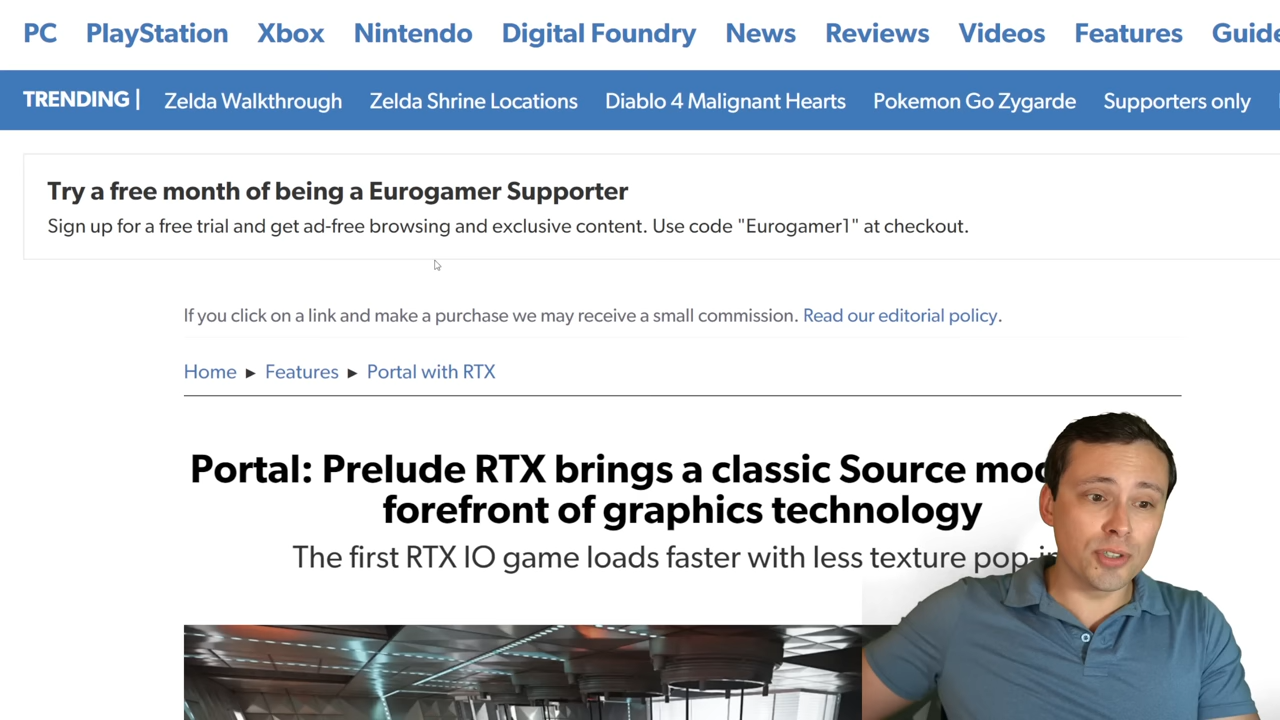 PC PlayStation Xbox Nintendo Digital Foundry News Reviews Videos Features
TRENDING | Zelda Walkthrough Zelda Shrine Locations Diablo 4 Malignant Hearts Pokemon Go Zygarde Supporters only
Try a free month of being a Eurogamer Supporter
Sign up for a free trial and get ad-free browsing and exclusive content. Use code "Eurogamer1" at checkout.
If you click on a link and make a purchase we may receive a small commission. Read our editorial policy.
Home ► Features ► Portal with RTX
Portal: Prelude RTX brings a classic Source
forefront of graphics technology
The first RTX IO game loads faster with less texture